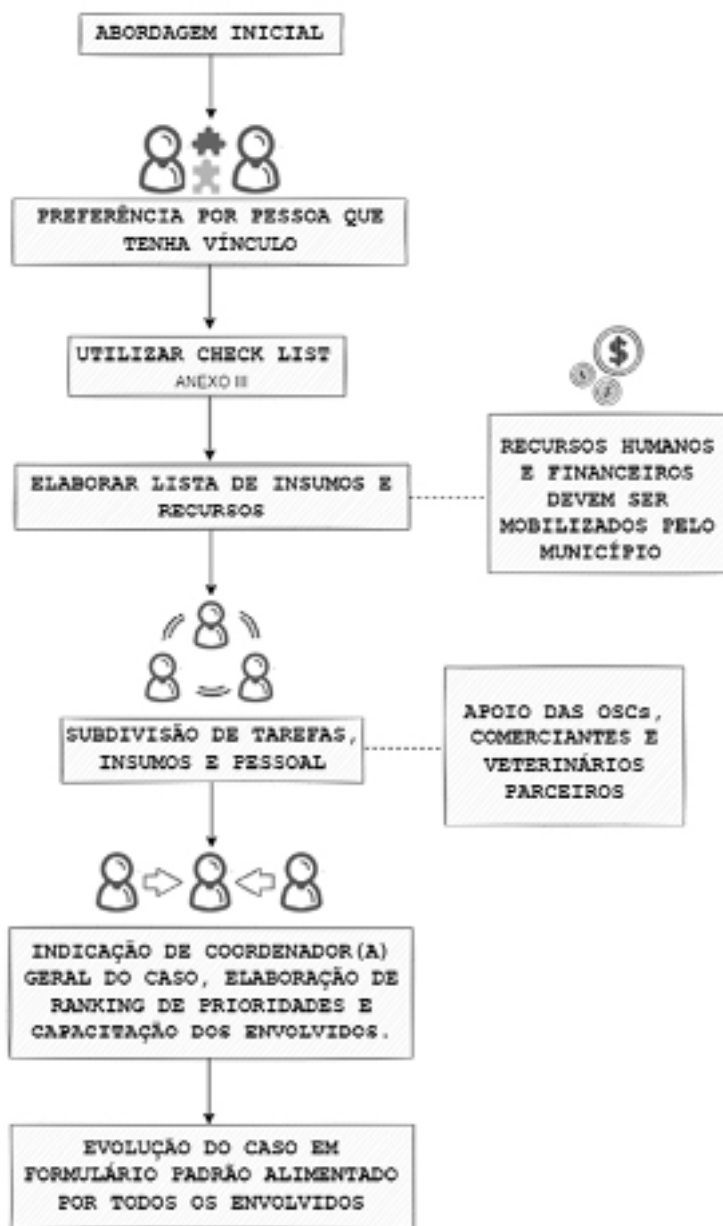 ABORDAGEM INICIAL
PREFERÊNCIA POR PESSOA QUE
TENHA VÍNCULO
UTILIZAR CHECK LIST
ANEXO III
ELABORAR LISTA DE INSUMOS E
RECURSOS
$
RECURSOS HUMANOS
E FINANCEIROS
DEVEM SER
MOBILIZADOS PELO
MUNICÍPIO
SUBDIVISÃO DE TAREFAS,
INSUMOS E PESSOAL
APOIO DAS OSCs,
COMERCIANTES E
VETERINÁRIOS
PARCEIROS
INDICAÇÃO DE COORDENADOR(A)
GERAL DO CASO, ELABORAÇÃO DE
RANKING DE PRIORIDADES E
CAPACITAÇÃO DOS ENVOLVIDOS.
EVOLUÇÃO DO CASO EM
FORMULÁRIO PADRÃO ALIMENTADO
POR TODOS OS ENVOLVIDOS